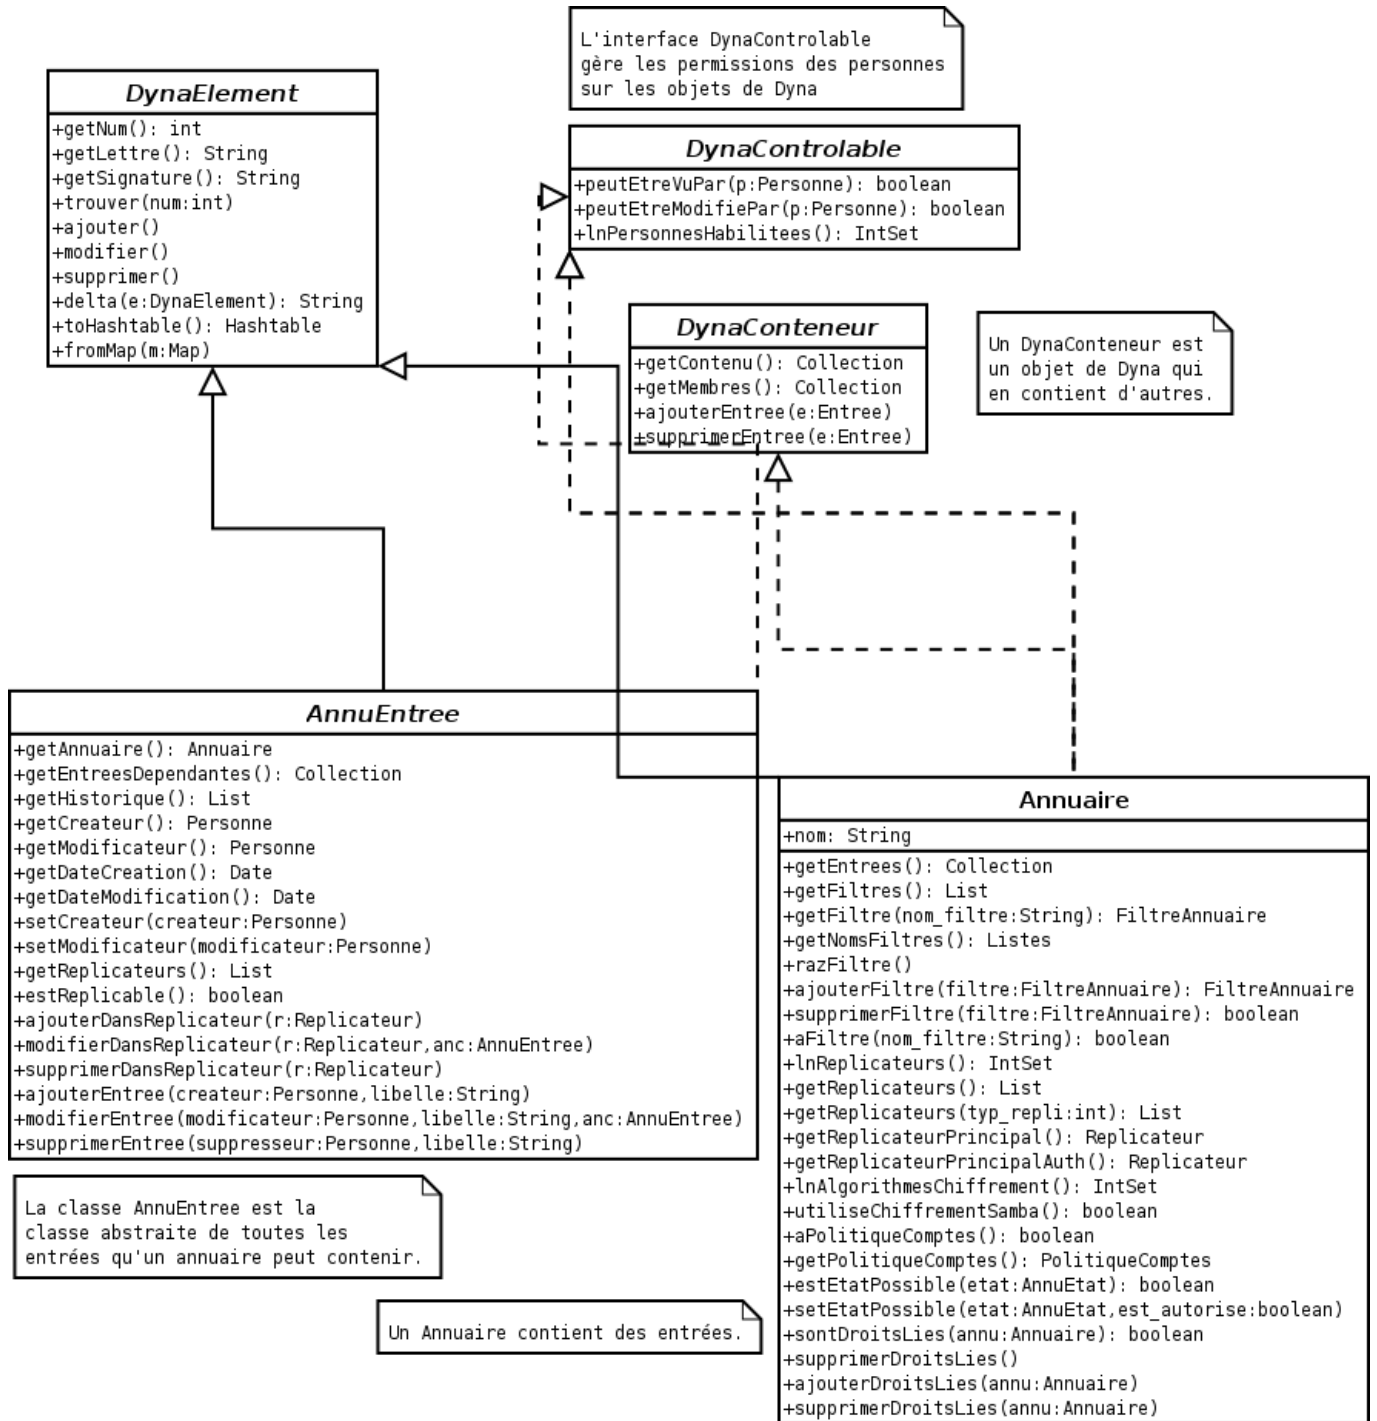 L'interface DynaControlable
gère les permissions des personnes
sur les objets de Dyna
DynaElement
+getNum(): int
+getLettre(): String
+getSignature(): String
+trouver(num:int)
+ajouter()
+modifier()
+supprimer()
+delta(e:DynaElement): String
+toHashtable(): Hashtable
+fromMap(m:Map)
DynaControlable
+peutEtreVuPar(p:Personne): boolean
+peutEtreModifiePar(p:Personne): boolean
+lnPersonnesHabilitees(): IntSet
DynaConteneur
+getContenu(): Collection
+getMembres(): Collection
+ajouterEntree(e:Entree)
+supprimerEntree(e:Entree)
Un DynaConteneur est
un objet de Dyna qui
en contient d'autres.
AnnuEntree
+getAnnuaire(): Annuaire
+getEntreesDependantes(): Collection
+getHistorique(): List
+getCreateur(): Personne
+getModificateur(): Personne
+getDateCreation(): Date
+getDateModification(): Date
+setCreateur(createur:Personne)
+setModificateur(modificateur:Personne)
+getReplicateurs(): List
+estReplicable(): boolean
+ajouterDansReplicateur(r:Replicateur)
+modifierDansReplicateur(r:Replicateur,anc:AnnuEntree)
+supprimerDansReplicateur(r:Replicateur)
+ajouterEntree(createur:Personne,libelle:String)
+modifierEntree(modificateur:Personne,libelle:String,anc:AnnuEntree)
+supprimerEntree(suppresseur:Personne,libelle:String)
La classe AnnuEntree est la
classe abstraite de toutes les
entrées qu'un annuaire peut contenir.
Un Annuaire contient des entrées.
Annuaire
+nom: String
+getEntrees(): Collection
+getFiltres(): List
+getFiltre(nom_filtre:String): FiltreAnnuaire
+getNomsFiltres(): Listes
+razFiltre()
+ajouterFiltre(filtre:FiltreAnnuaire): FiltreAnnuaire
+supprimerFiltre(filtre:FiltreAnnuaire): boolean
+aFiltre(nom_filtre:String): boolean
+lnReplicateurs(): IntSet
+getReplicateurs(): List
+getReplicateurs(typ_repli:int): List
+getReplicateurPrincipal(): Replicateur
+getReplicateurPrincipalAuth(): Replicateur
+lnAlgorithmesChiffrement(): IntSet
+utiliseChiffrementSamba(): boolean
+aPolitiqueComptes(): boolean
+getPolitiqueComptes(): PolitiqueComptes
+estEtatPossible(etat:AnnuEtat): boolean
+setEtatPossible(etat:AnnuEtat,est_autorise:boolean)
+sontDroitsLies(annu:Annuaire): boolean
+supprimerDroitsLies()
+ajouterDroitsLies(annu:Annuaire)
+supprimerDroitsLies(annu:Annuaire)